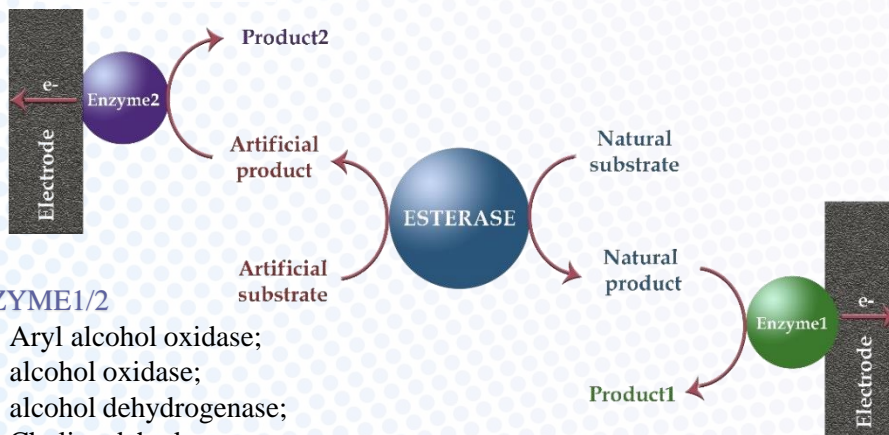 Product2
e-
Enzyme2
Electrode
Artificial
product
Natural
substrate
ESTERASE
Artificial
substrate
Natural
product
e-
Enzyme1
Electrode
Product1
ZYME1/2
Aryl alcohol oxidase;
alcohol oxidase;
alcohol dehydrogenase;